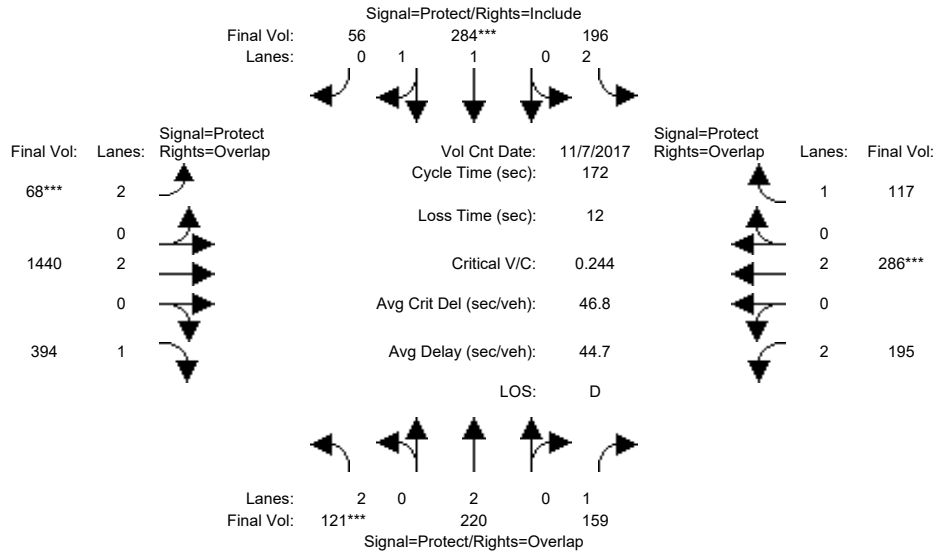 Signal=Protect/Rights=Include
Final Vol: 56 284*** 196
Lanes: 0 1 1 0 2
Signal=Protect
Final Vol: Lanes: Rights=Overlap
Vol Cnt Date: 11/7/2017
Signal=Protect
Rights=Overlap Lanes: Final Vol:
Cycle Time (sec): 172
68*** 2
1 117
Loss Time (sec): 12
0
0
1440 2
Critical V/C: 0.244
2 286***
0
Avg Crit Del (sec/veh): 46.8
0
394 1
Avg Delay (sec/veh): 44.7
2 195
LOS: D
Lanes: 2 0 2 0 1
Final Vol: 121*** 220 159
Signal=Protect/Rights=Overlap